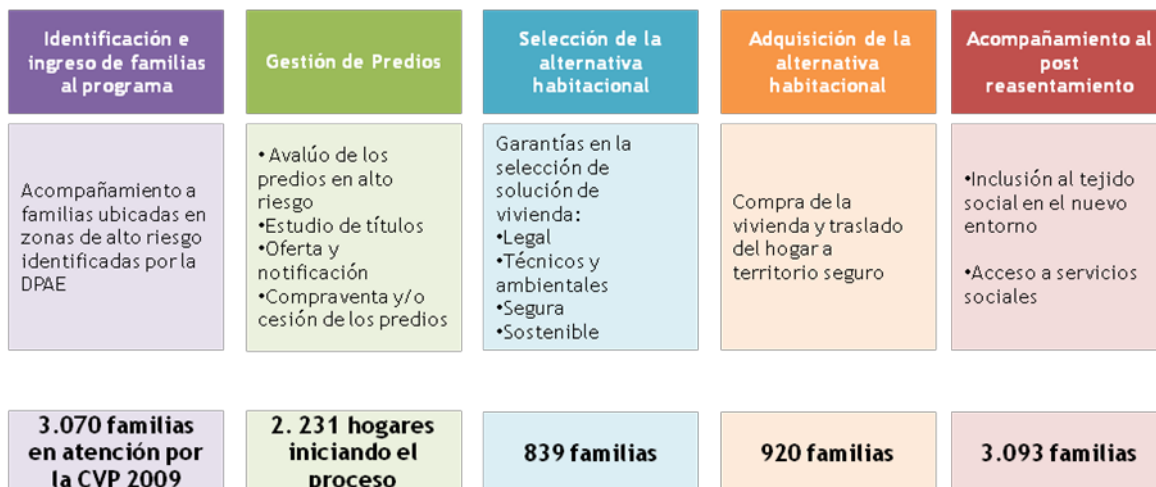 Identificación e
ingreso de familias
al programa
Gestión de Predios
Selección de la
alternativa
habitacional
Adquisición de la
alternativa
habitacional
Acompañamiento al
post
reasentamiento
Acompañamiento a
familias ubicadas en
zonas de alto riesgo
identificadas por la
DPAE
•Avalúo de los
predios en alto
riesgo
•Estudio de títulos
•Oferta y
notificación
•Compraventa y/o
cesión de los predios
Garantías en la
selección de
solución de
vivienda:
•Legal
•Técnicos y
ambientales
•Segura
•Sostenible
Compra de la
vivienda y traslado
del hogar a
territorio seguro
•Inclusión al tejido
social en el nuevo
entorno
•Acceso a servicios
sociales
3.070 familias
en atención por
la CVP 2009
2. 231 hogares
iniciando el
proceso
839 familias
920 familias
3.093 familias